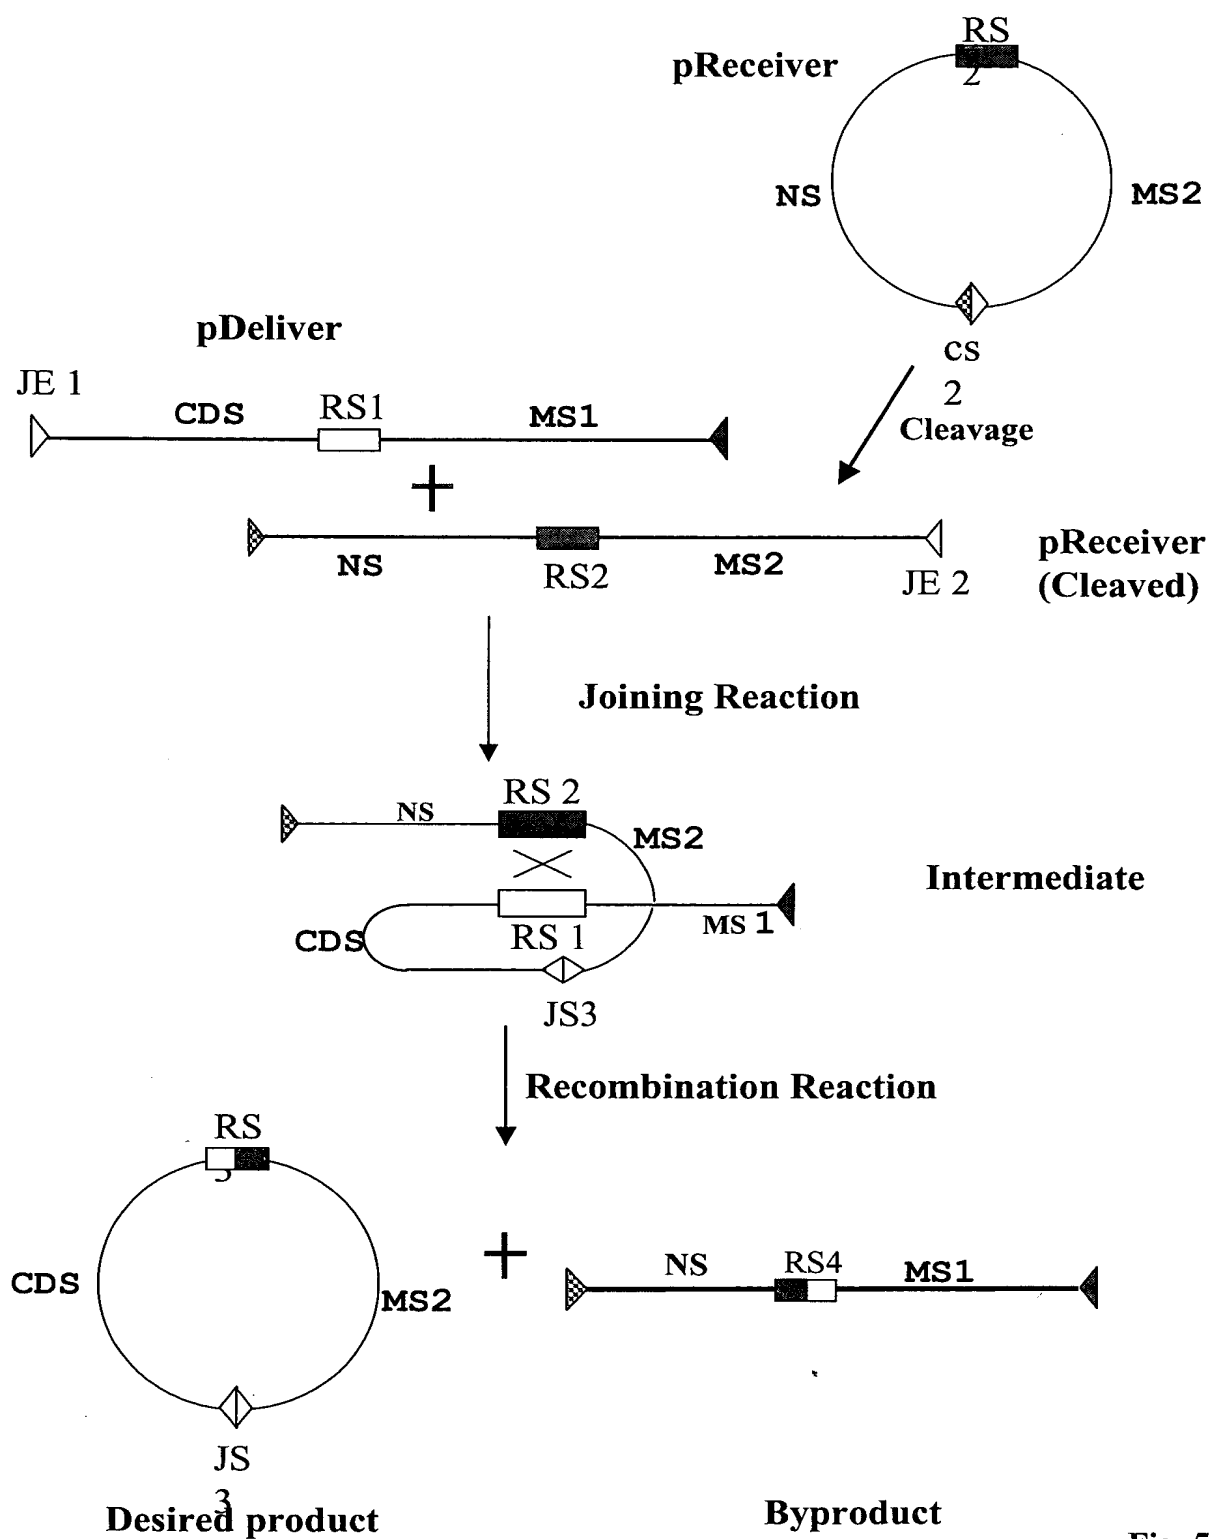 RS
2
pReceiver
NS
MS2
cs
2
Cleavage
pDeliver
JE 1
CDS
RS1
MS1
+
NS
RS2
MS2
JE 2
pReceiver
(Cleaved)
Joining Reaction
RS 2
NS
MS2
Intermediate
MS 1
RS 1
CDS
JS3
Recombination Reaction
RS
3
CDS
MS2
JS
3
Desired product
+
NS
RS4
MS1
Byproduct